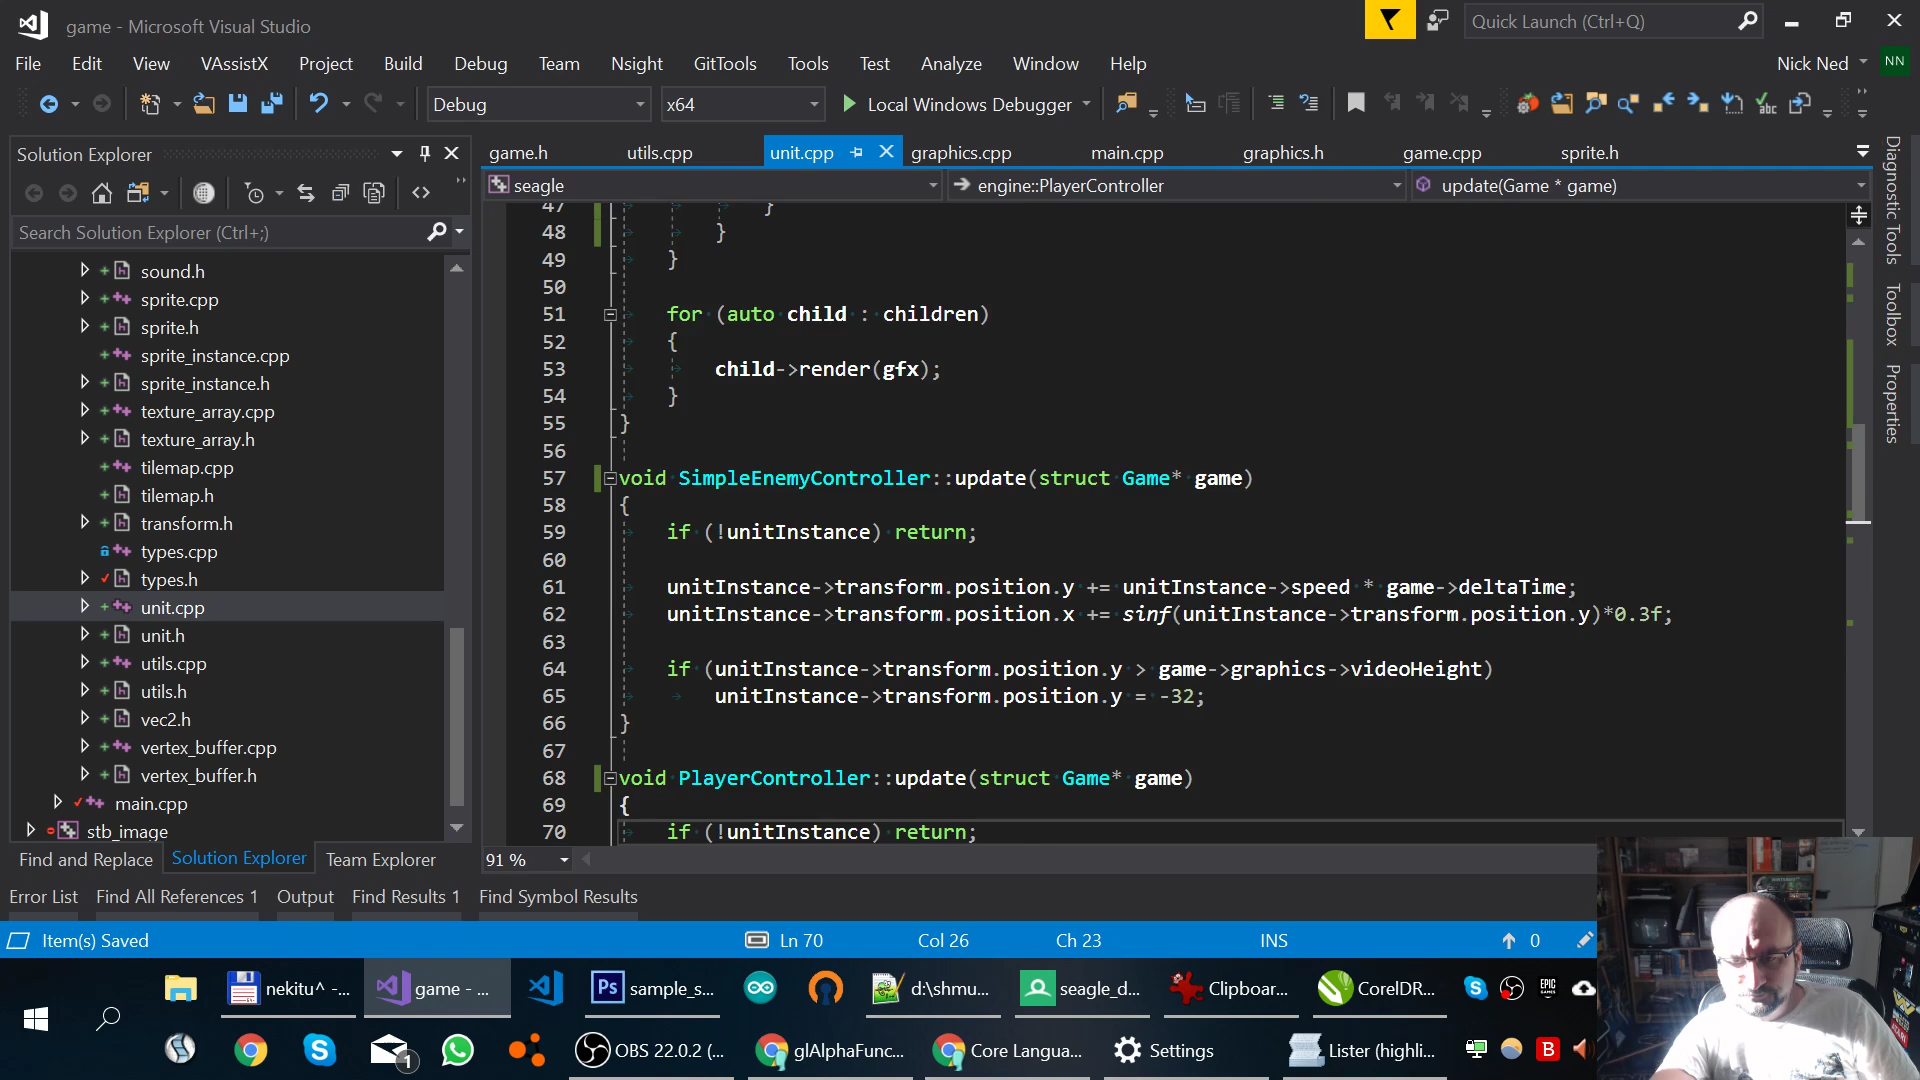 game - Microsoft Visual Studio
Quick Launch (Ctrl+Q)
File Edit View VAssistX Project Build Debug Team Nsight GitTools Tools Test Analyze Window Help
Nick Ned NN
Debug x64 Local Windows Debugger
Solution Explorer
game.h utils.cpp unit.cpp graphics.cpp main.cpp graphics.h game.cpp sprite.h
seagle engine::PlayerController update(Game * game)
Search Solution Explorer (Ctrl+;)
sound.h
sprite.cpp
sprite.h
sprite_instance.cpp
sprite_instance.h
texture_array.cpp
texture_array.h
tilemap.cpp
tilemap.h
transform.h
types.cpp
types.h
unit.cpp
unit.h
utils.cpp
utils.h
vec2.h
vertex_buffer.cpp
vertex_buffer.h
main.cpp
stb_image
Find and Replace Solution Explorer Team Explorer
47 }
48 }
49 }
50
51 for (auto child : children)
52 {
53 child->render(gfx);
54 }
55 }
56
57 void SimpleEnemyController::update(struct Game* game)
58 {
59 if (!unitInstance) return;
60
61 unitInstance->transform.position.y += unitInstance->speed * game->deltaTime;
62 unitInstance->transform.position.x += sinf(unitInstance->transform.position.y)*0.3f;
63
64 if (unitInstance->transform.position.y > game->graphics->videoHeight)
65 unitInstance->transform.position.y = -32;
66 }
67
68 void PlayerController::update(struct Game* game)
69 {
70 if (!unitInstance) return;
91 %
Diagnostic Tools
Toolbox
Properties
Error List Find All References 1 Output Find Results 1 Find Symbol Results
Item(s) Saved Ln 70 Col 26 Ch 23 INS 0
nekitu^ -... game - ... Ps sample_s... d:\shmu... seagle_d... Clipboar... CorelDR... EPIC GAMES
1 OBS 22.0.2 (... glAlphaFunc... Core Langua... Settings Lister (highli... B